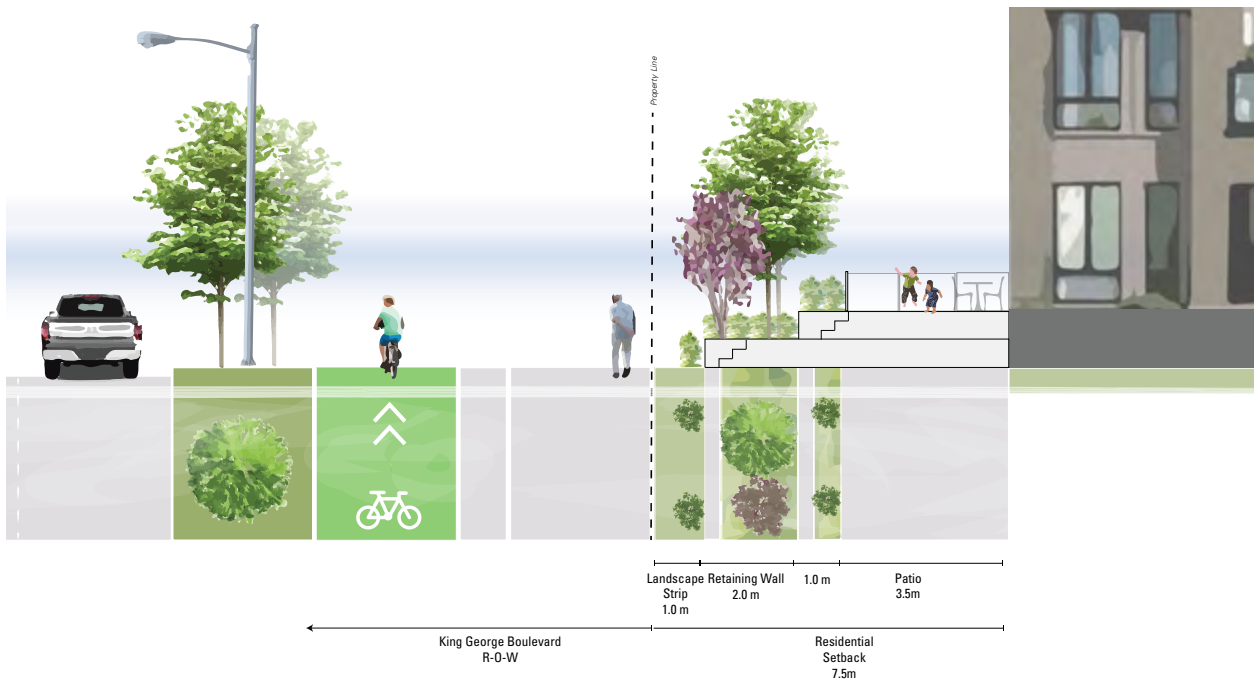 Property Line
Landscape
Strip
1.0 m
Retaining Wall
2.0 m
1.0 m
Patio
3.5m
King George Boulevard
R-O-W
Residential
Setback
7.5m